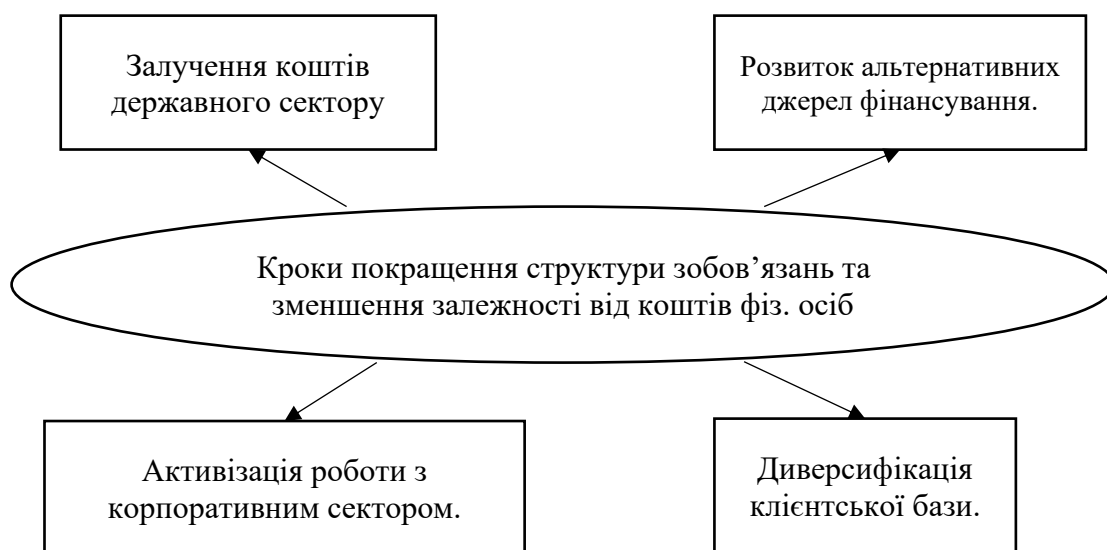 Залучення коштів
державного сектору
Розвиток альтернативних
джерел фінансування.
Кроки покращення структури зобов’язань та
зменшення залежності від коштів фіз. осіб
Активізація роботи з
корпоративним сектором.
Диверсифікація
клієнтської бази.